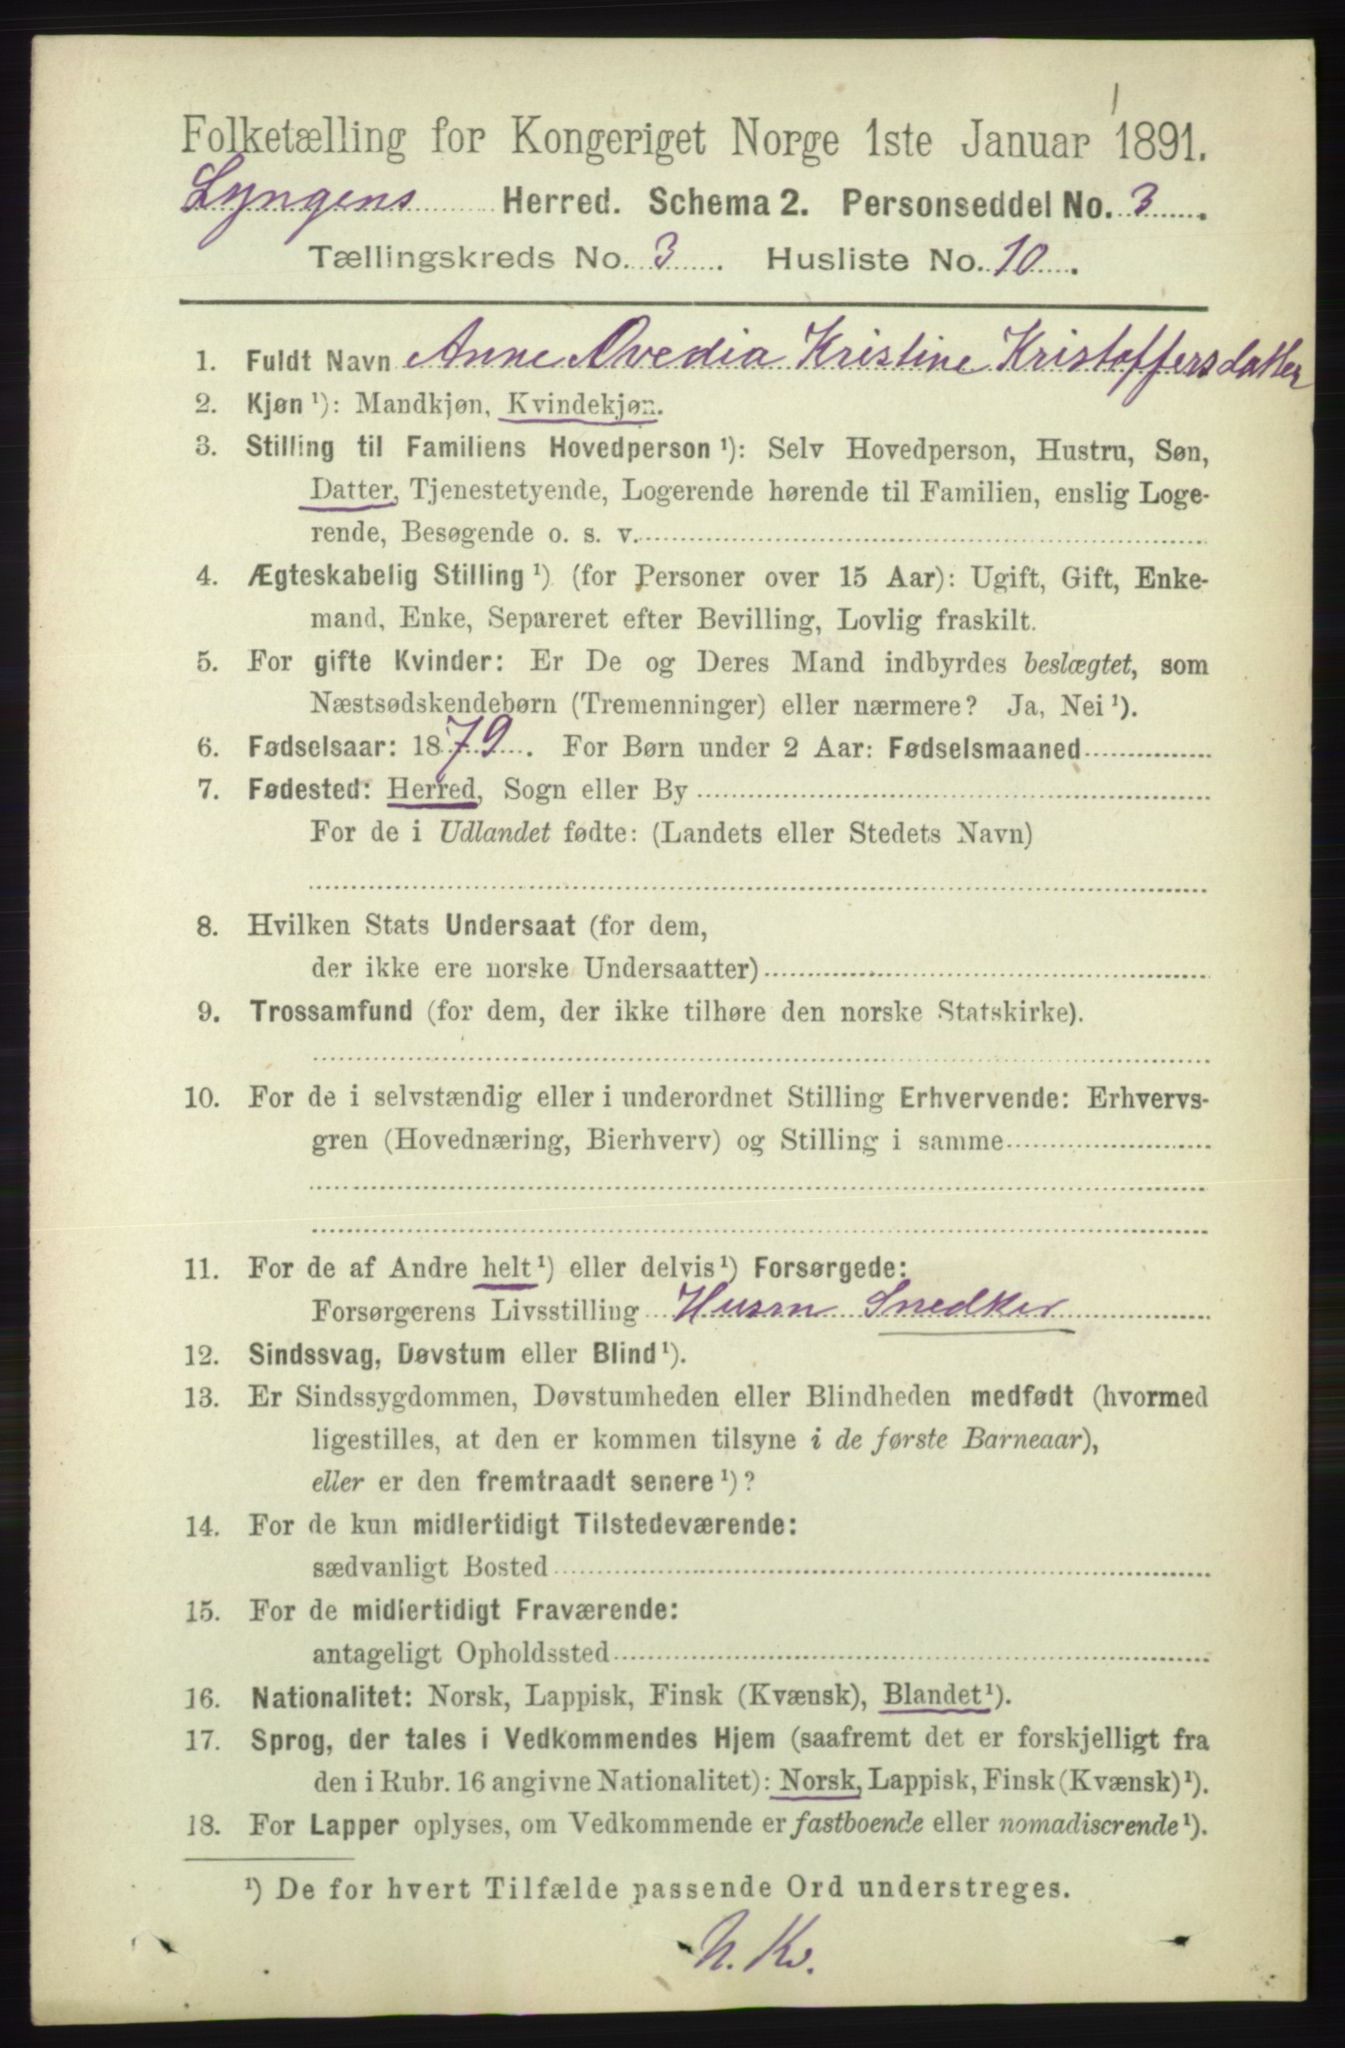 Folketælling for Kongeriget Norge 1ste Januar 1891.
Lyngens Herred. Schema 2. Personseddel No. 3.
Tællingskreds No. 3. Husliste No. 10.
1. Fuldt Navn Anne Ovedia Kristine Kristoffersdatter
2. Kjøn ¹): Mandkjøn, Kvindekjøn.
3. Stilling til Familiens Hovedperson ¹): Selv Hovedperson, Hustru, Søn,
Datter, Tjenestetyende, Logerende hørende til Familien, enslig Loge-
rende, Besøgende o. s. v.
4. Ægteskabelig Stilling ¹) (for Personer over 15 Aar): Ugift, Gift, Enke-
mand, Enke, Separeret efter Bevilling, Lovlig fraskilt.
5. For gifte Kvinder: Er De og Deres Mand indbyrdes beslægtet, som
Næstsødskendebørn (Tremenninger) eller nærmere? Ja, Nei ¹).
6. Fødselsaar: 1879. For Børn under 2 Aar: Fødselsmaaned
7. Fødested: Herred, Sogn eller By
For de i Udlandet fødte: (Landets eller Stedets Navn)
8. Hvilken Stats Undersaat (for dem,
der ikke ere norske Undersaatter)
9. Trossamfund (for dem, der ikke tilhøre den norske Statskirke).
10. For de i selvstændig eller i underordnet Stilling Erhvervende: Erhvervs-
gren (Hovednæring, Bierhverv) og Stilling i samme
11. For de af Andre helt ¹) eller delvis ¹) Forsørgede:
Forsørgerens Livsstilling Husm Snedker
12. Sindssvag, Døvstum eller Blind ¹).
13. Er Sindssygdommen, Døvstumheden eller Blindheden medfødt (hvormed
ligestilles, at den er kommen tilsyne i de første Barneaar),
eller er den fremtraadt senere ¹)?
14. For de kun midlertidigt Tilstedeværende:
sædvanligt Bosted
15. For de midlertidigt Fraværende:
antageligt Opholdssted
16. Nationalitet: Norsk, Lappisk, Finsk (Kvænsk), Blandet ¹).
17. Sprog, der tales i Vedkommendes Hjem (saafremt det er forskjelligt fra
den i Rubr. 16 angivne Nationalitet): Norsk, Lappisk, Finsk (Kvænsk) ¹).
18. For Lapper oplyses, om Vedkommende er fastboende eller nomadiserende ¹).
¹) De for hvert Tilfælde passende Ord understreges.
N. Kv.